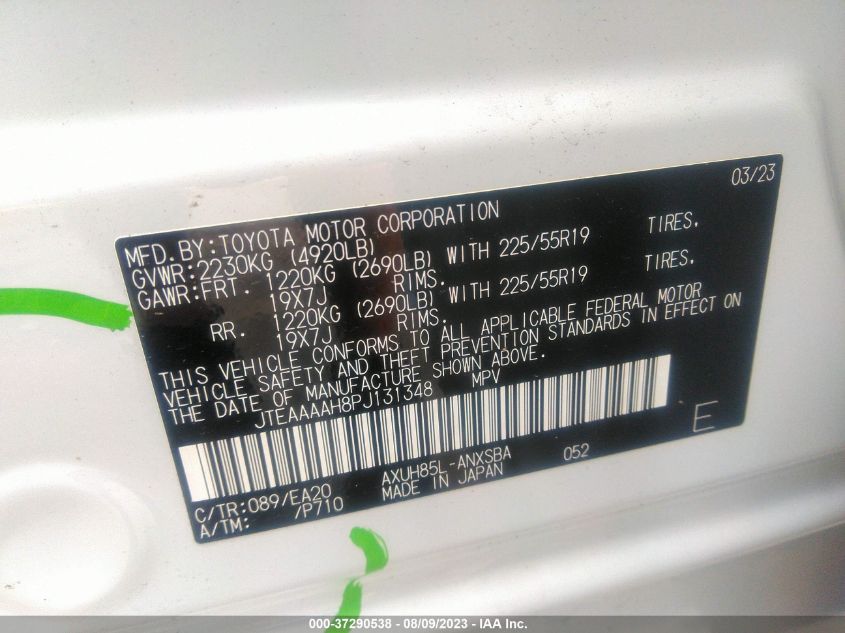 03/23
MFD.BY:TOYOTA MOTOR CORPORATION
GVWR:2230KG (4920LB)
GAWR:FRT. 1220KG (2690LB) WITH 225/55R19 TIRES,
19X7J RIMS.
RR. 1220KG (2690LB) WITH 225/55R19 TIRES,
19X7J RIMS.
THIS VEHICLE CONFORMS TO ALL APPLICABLE FEDERAL MOTOR
VEHICLE SAFETY AND THEFT PREVENTION STANDARDS IN EFFECT ON
THE DATE OF MANUFACTURE SHOWN ABOVE.
JTEAAAAH8PJ131348 MPV
E
C/TR:089/EA20 AXUH85L-ANXSBA 052
A/TM: /P710 MADE IN JAPAN
000-37290538 - 08/09/2023 - IAA Inc.